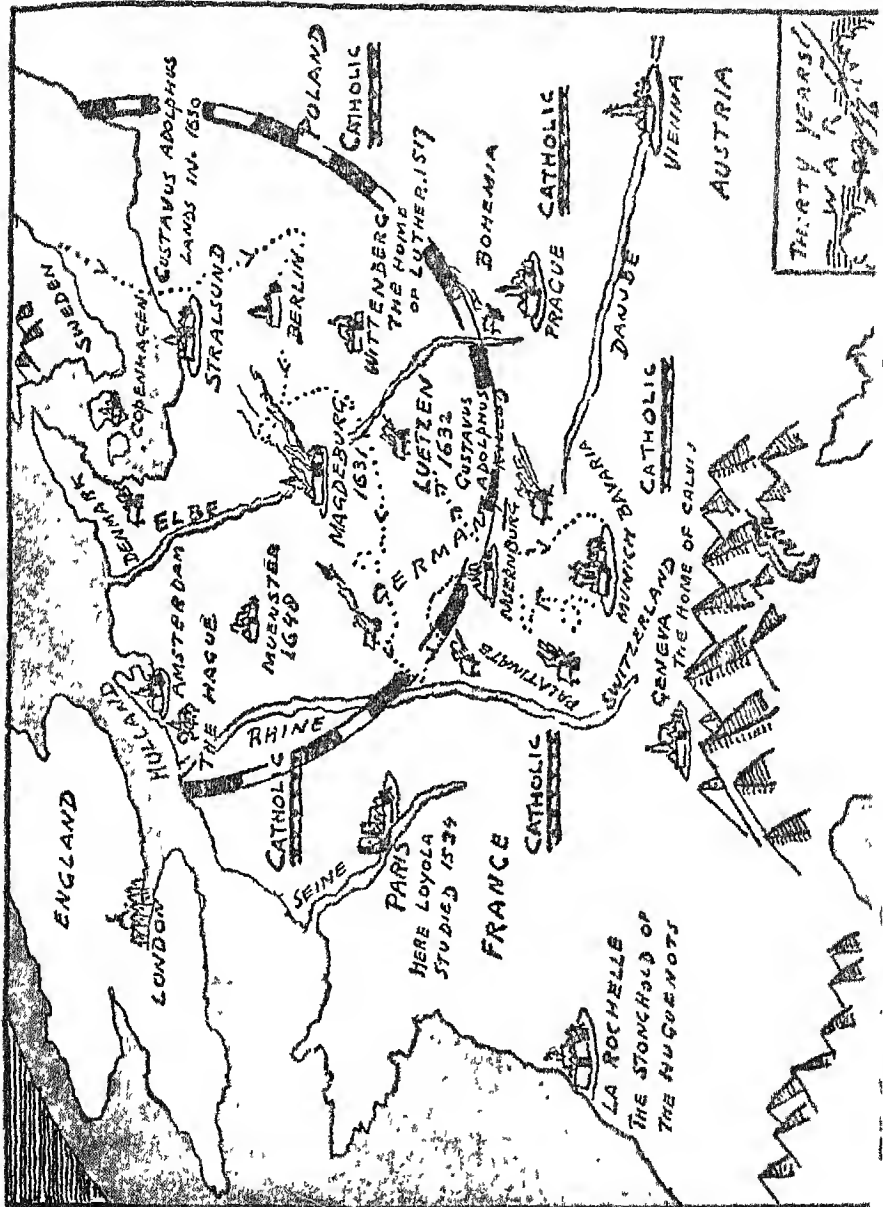 THIRTY YEARS'
WAR
ENGLAND
LONDON
HOLLAND
AMSTERDAM
THE HAGUE
DENMARK
SWEDEN
COPENHAGEN
GUSTAVUS ADOLPHUS
LANDS IN 1630
STRALSUND
BERLIN
POLAND
CATHOLIC
WITTENBERG
THE HOME
OF LUTHER.1517
ELBE
MAGDEBURG
1631
MUENSTER
1648
LUETZEN
1632
GUSTAVUS
ADOLPHUS
KILLED
GERMANY
NUERNBURG
BOHEMIA
CATHOLIC
PRAGUE
RHINE
CATHOLIC
SEINE
PARIS
HERE LOYOLA
STUDIED 1534
FRANCE
CATHOLIC
PALATINATE
MUNICH
BAVARIA
CATHOLIC
DANUBE
VIENNA
AUSTRIA
SWITZERLAND
GENEVA
THE HOME OF CALVIN
LA ROCHELLE
THE STONGHOLD OF
THE HUGUENOTS